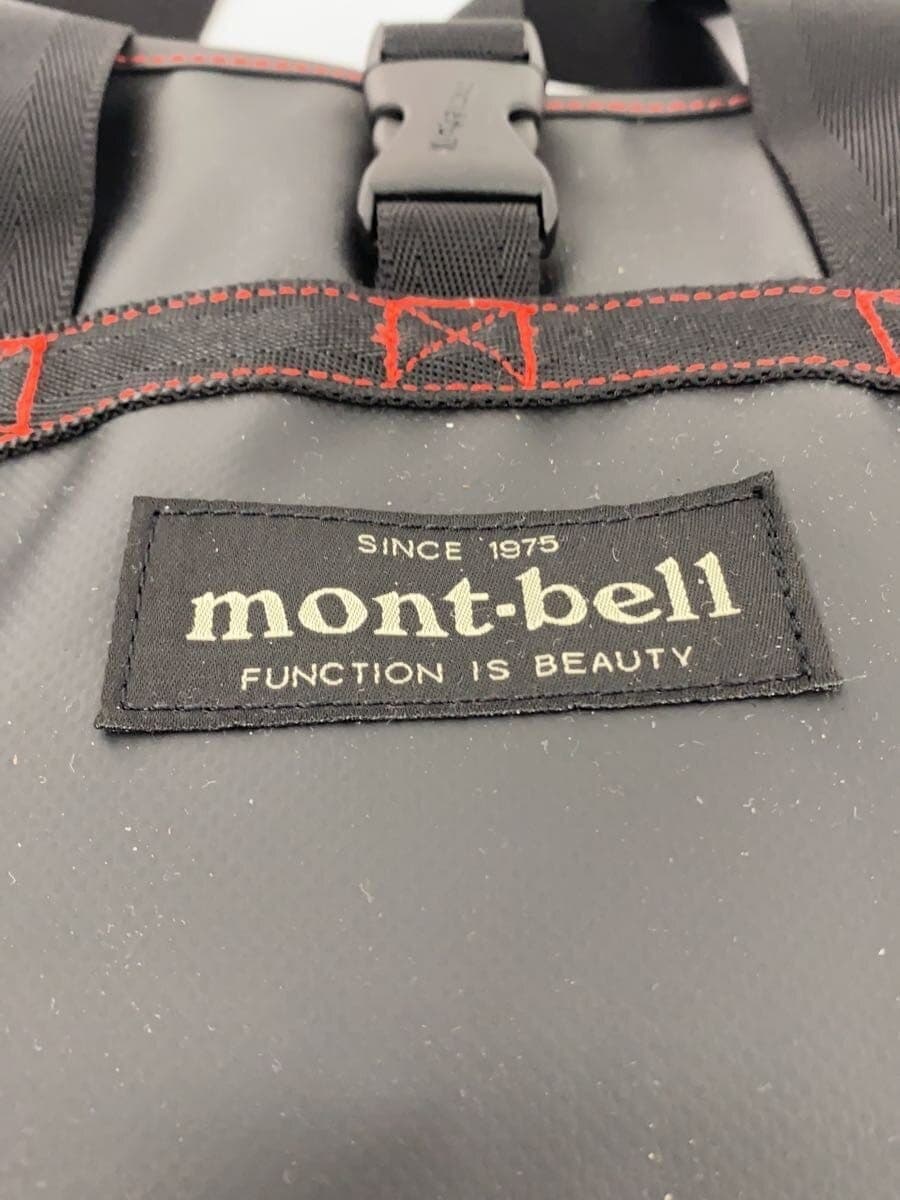 SINCE 1975
mont-bell
FUNCTION IS BEAUTY